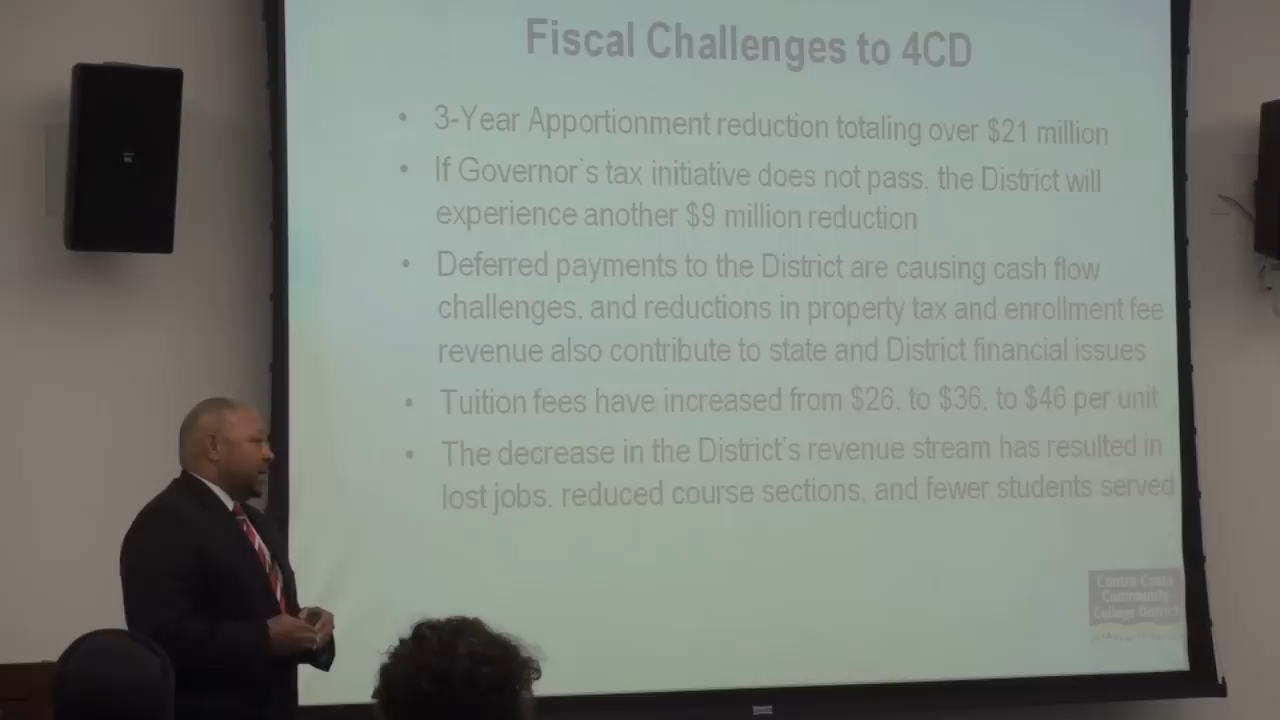 Fiscal Challenges to 4CD
• 3-Year Apportionment reduction totaling over $21 million
• If Governor's tax initiative does not pass, the District will
experience another $9 million reduction
• Deferred payments to the District are causing cash flow
challenges, and reductions in property tax and enrollment fee
revenue also contribute to state and District financial issues
• Tuition fees have increased from $26, to $36, to $46 per unit
• The decrease in the District's revenue stream has resulted in
lost jobs, reduced course sections, and fewer students served
Contra Costa
Community
College District